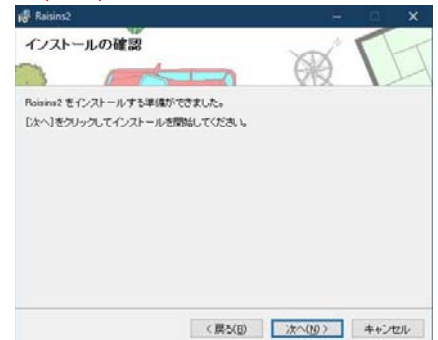 Raisins2
インストールの確認
Raisins2 をインストールする準備ができました。
[次へ]をクリックしてインストールを開始してください。
< 戻る(B)
次へ(N) >
キャンセル